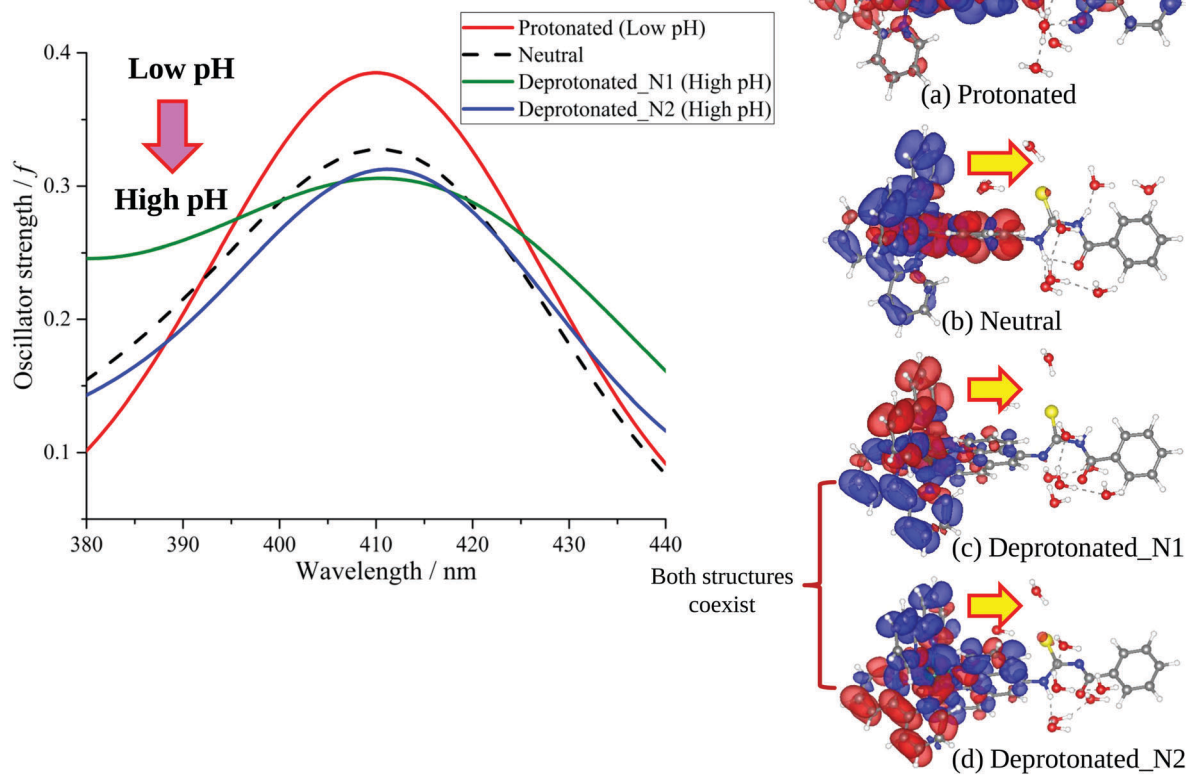 Protonated (Low pH)
Neutral
Deprotonated_N1 (High pH)
Deprotonated_N2 (High pH)
Low pH
High pH
Oscillator strength / f
0.4
0.3
0.2
0.1
380
390
400
410
420
430
440
Wavelength / nm
(a) Protonated
(b) Neutral
(c) Deprotonated_N1
Both structures
coexist
(d) Deprotonated_N2